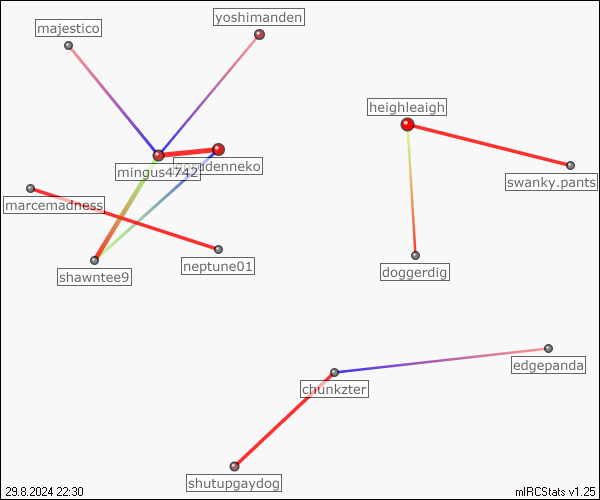 yoshimanden
majestico
heighleaigh
mingus4742
denneko
swanky.pants
marcemadness
neptune01
shawntee9
doggerdig
edgepanda
chunkzter
shutupgaydog
29.8.2024 22:30
mIRCStats v1.25